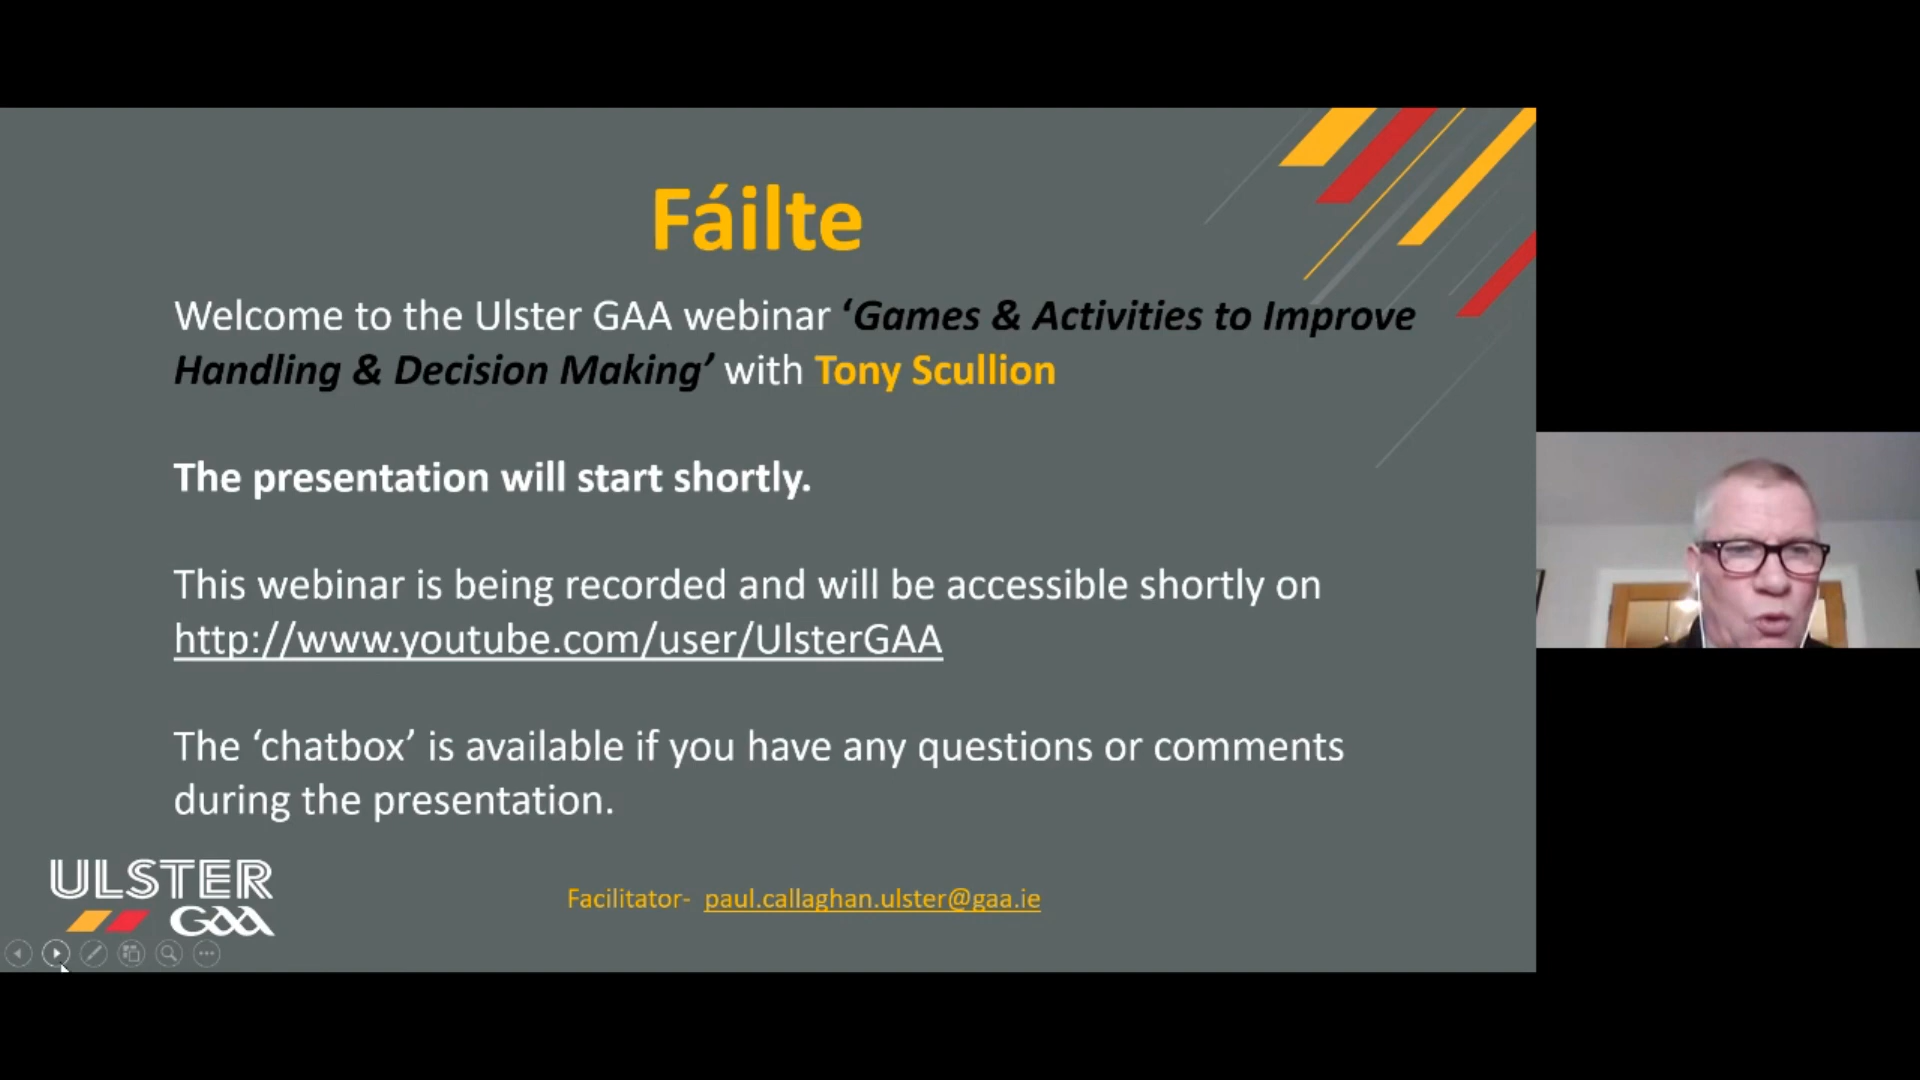 Fáilte
Welcome to the Ulster GAA webinar ‘Games & Activities to Improve
Handling & Decision Making’ with Tony Scullion
The presentation will start shortly.
This webinar is being recorded and will be accessible shortly on
http://www.youtube.com/user/UlsterGAA
The ‘chatbox’ is available if you have any questions or comments
during the presentation.
ULSTER
GAA
Facilitator- paul.callaghan.ulster@gaa.ie